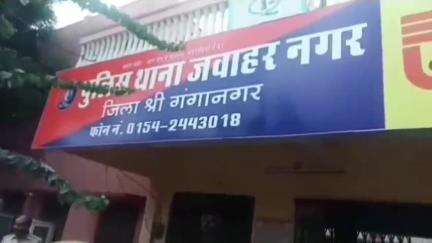 पुलिस थाना जवाहर नगर
जिला श्री गंगानगर
फोन नं. 0154-2443018